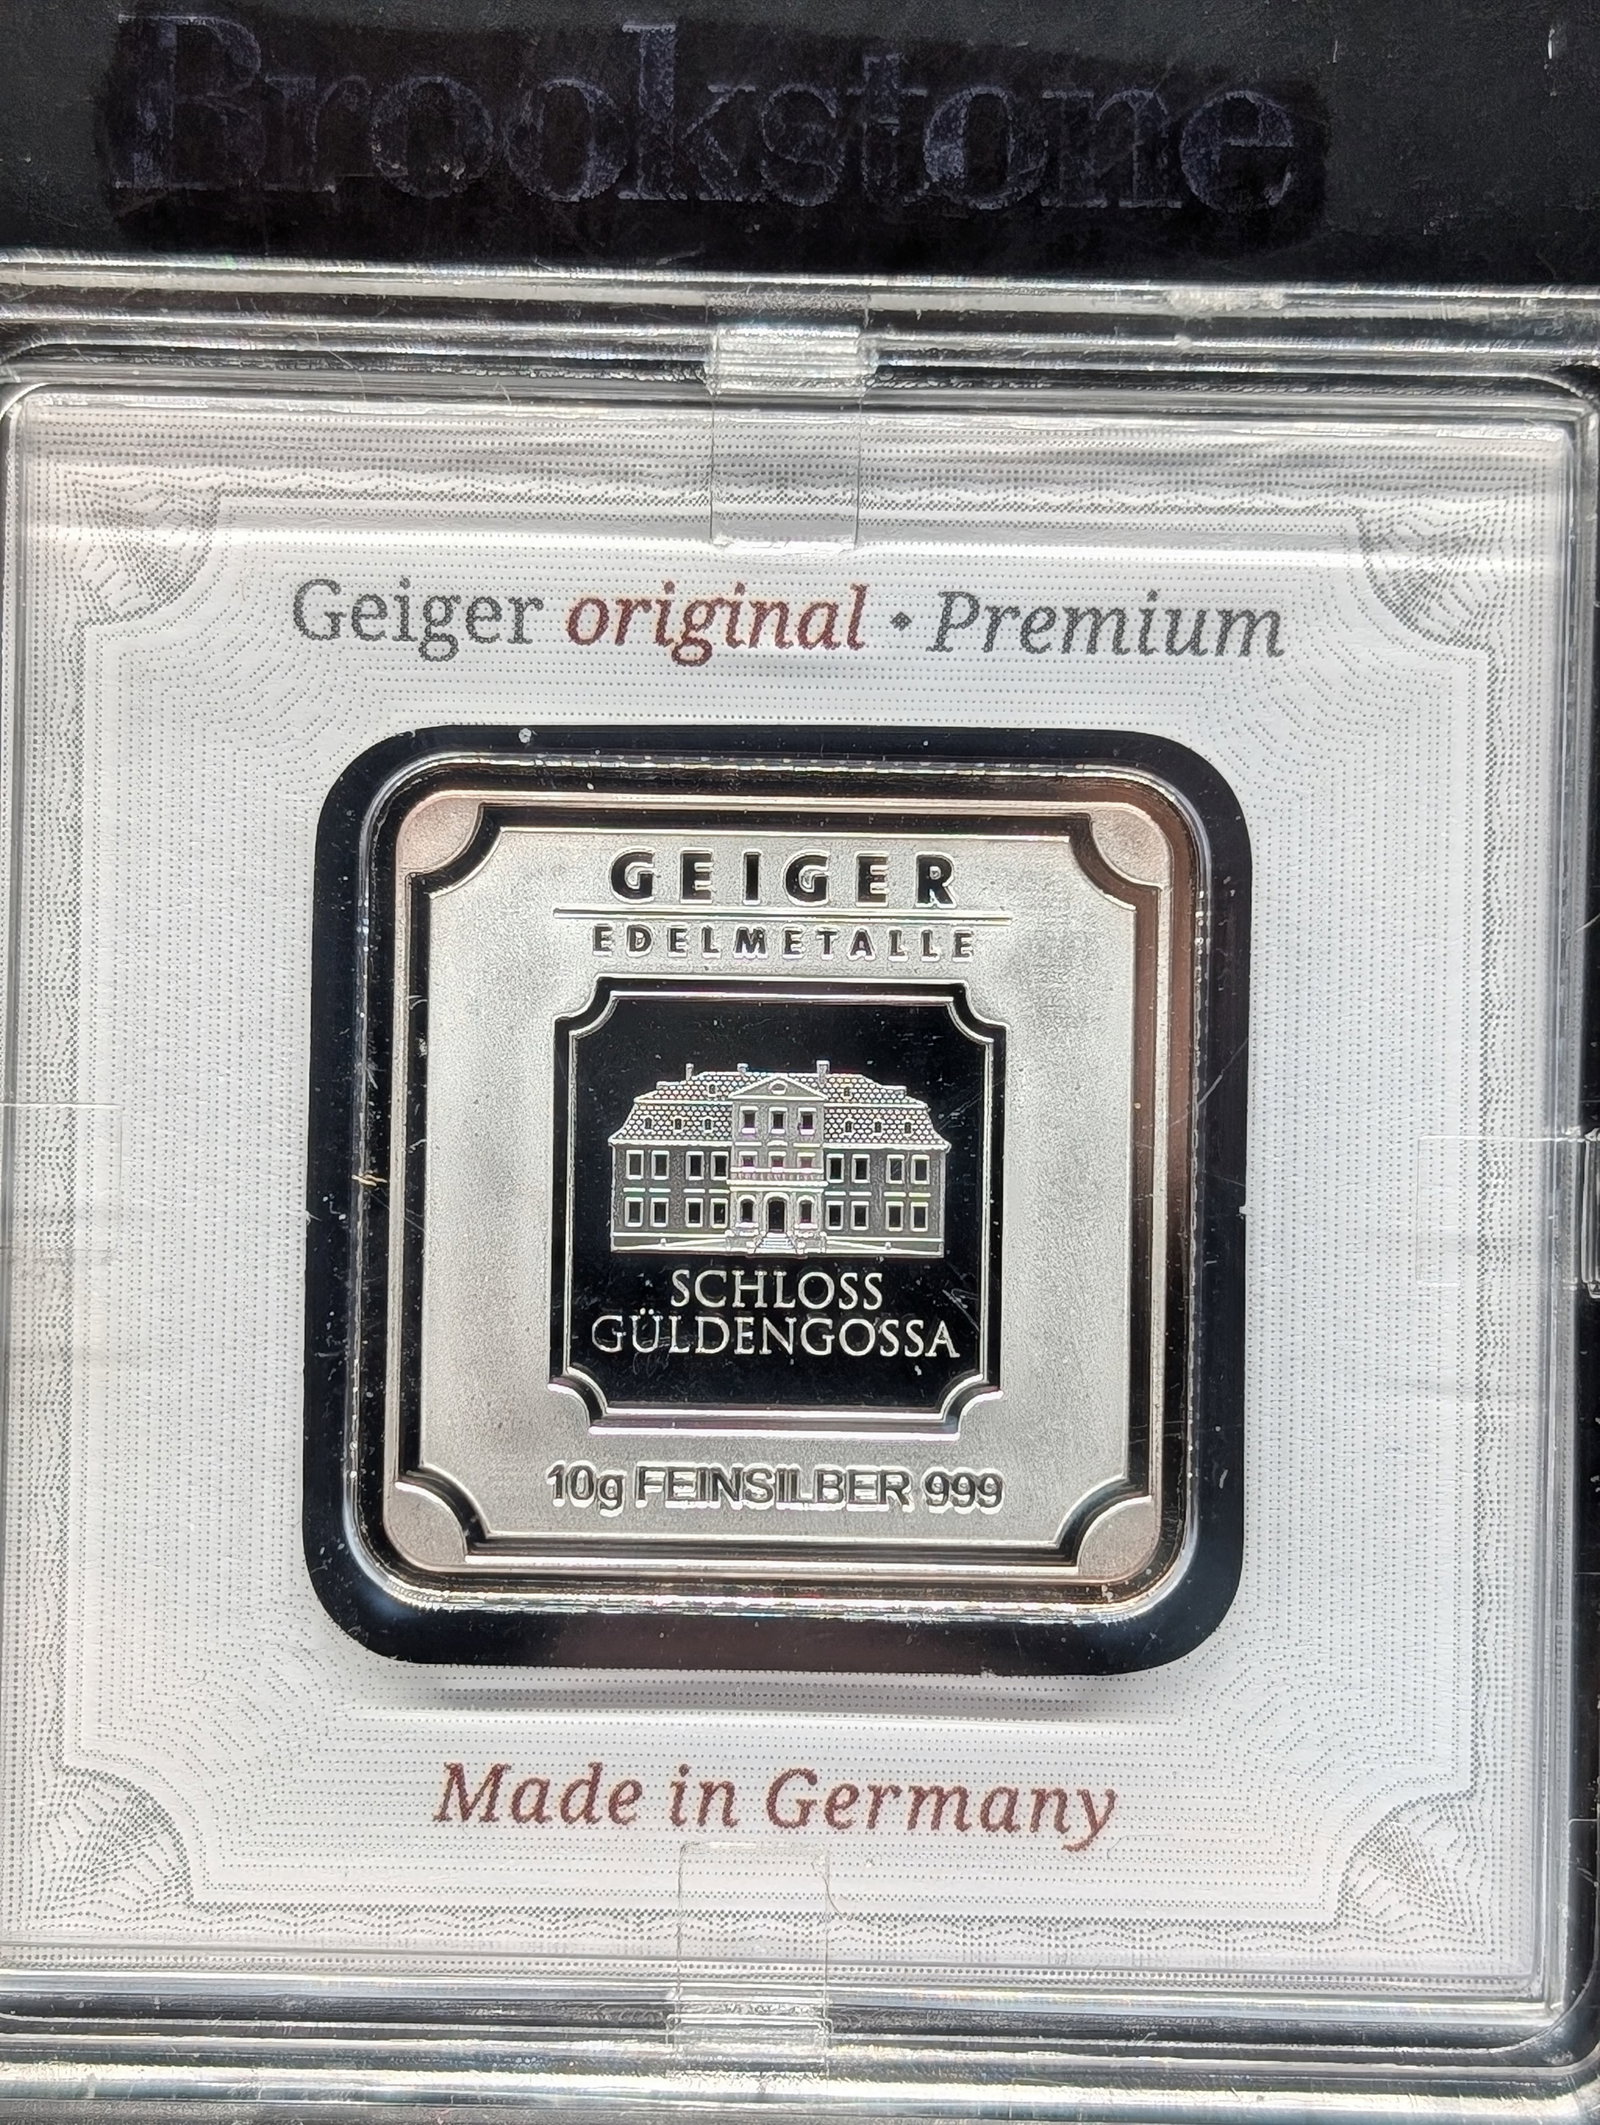 Brookstone
Geiger original • Premium
GEIGER
EDELMETALLE
SCHLOSS
GÜLDENGOSSA
10g FEINSILBER 999
Made in Germany